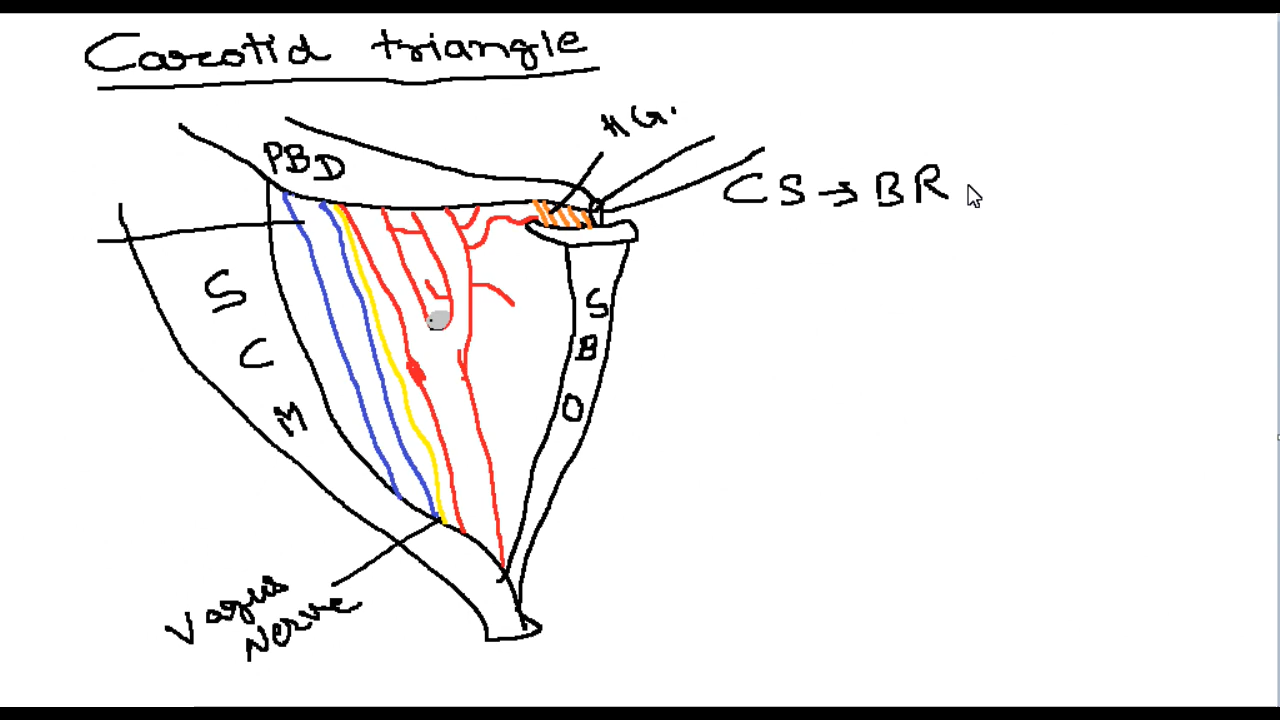 Carotid triangle
H G.
PBD
CS → BR
S
C
M
S
B
O
Vagus
Nerve